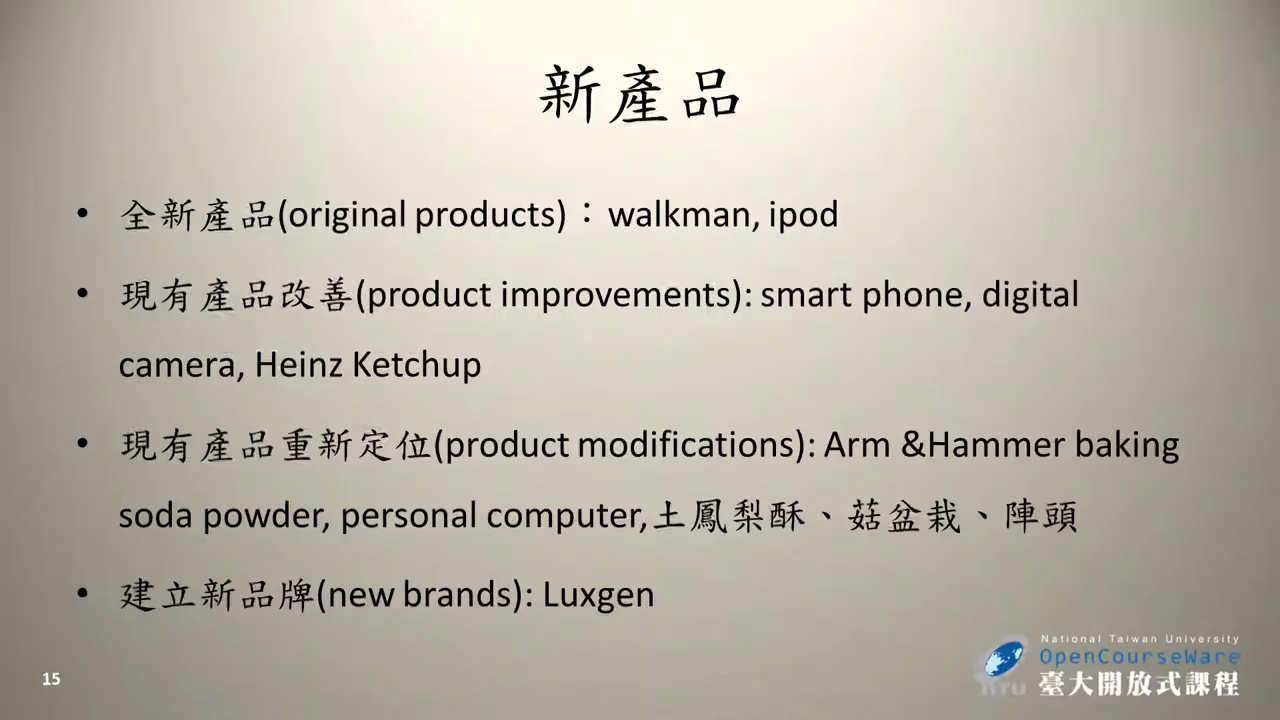 新產品
• 全新產品(original products)：walkman, ipod
• 現有產品改善(product improvements): smart phone, digital
camera, Heinz Ketchup
• 現有產品重新定位(product modifications): Arm &Hammer baking
soda powder, personal computer,土鳳梨酥、菇盆栽、陣頭
• 建立新品牌(new brands): Luxgen
15
National Taiwan University
OpenCourseWare
NTU 臺大開放式課程